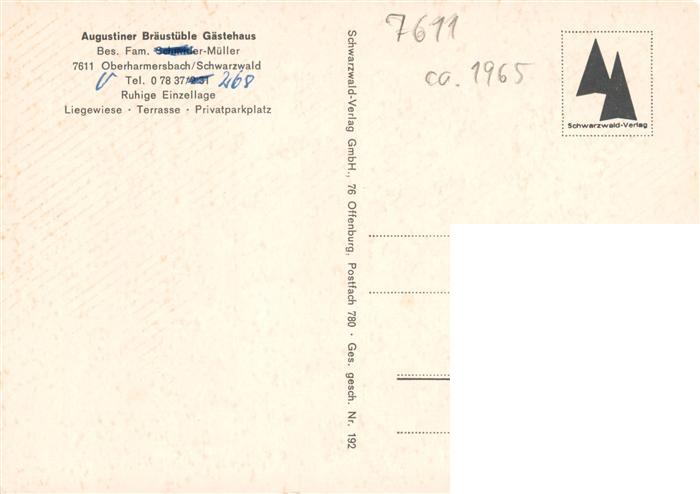 Augustiner Bräustüble Gästehaus
Bes. Fam. Schneider-Müller
7611 Oberharmersbach/Schwarzwald
Tel. 0 78 37/ 268
Ruhige Einzellage
Liegewiese · Terrasse · Privatparkplatz
Schwarzwald-Verlag GmbH., 76 Offenburg, Postfach 780 · Ges. gesch. Nr. 192
7611
ca. 1965
Schwarzwald-Verlag